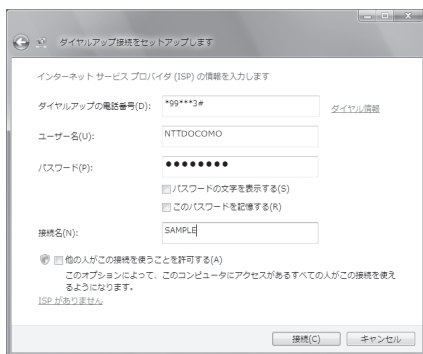 ダイヤルアップ接続をセットアップします
インターネット サービス プロバイダ (ISP) の情報を入力します
ダイヤルアップの電話番号(D): *99***3# ダイヤル情報
ユーザー名(U): NTTDOCOMO
パスワード(P): ●●●●●●●●
パスワードの文字を表示する(S)
このパスワードを記憶する(R)
接続名(N): SAMPLE
他の人がこの接続を使うことを許可する(A)
このオプションによって、このコンピュータにアクセスがあるすべての人がこの接続を使え
るようになります。
ISP がありません
接続(C) キャンセル